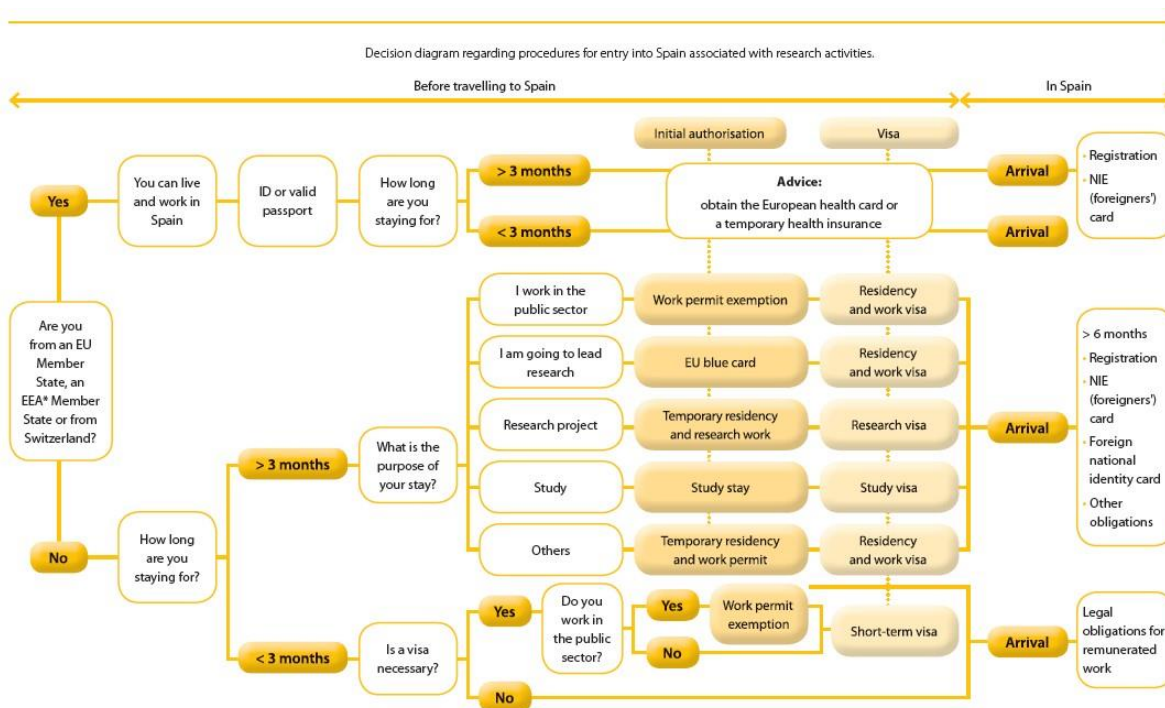 Decision diagram regarding procedures for entry into Spain associated with research activities.
Before travelling to Spain
In Spain
Initial authorisation
Visa
Yes
You can live
and work in
Spain
ID or valid
passport
How long
are you
staying for?
> 3 months
< 3 months
Advice:
obtain the European health card or
a temporary health insurance
Arrival
Arrival
• Registration
• NIE
(foreigners')
card
Are you
from an EU
Member
State, an
EEA* Member
State or from
Switzerland?
No
How long
are you
staying for?
> 3 months
What is the
purpose of
your stay?
I work in the
public sector
Work permit exemption
Residency
and work visa
I am going to lead
research
EU blue card
Residency
and work visa
Research project
Temporary residency
and research work
Research visa
Study
Study stay
Study visa
Others
Temporary residency
and work permit
Residency
and work visa
Arrival
> 6 months
• Registration
• NIE
(foreigners')
card
• Foreign
national
identity card
• Other
obligations
< 3 months
Is a visa
necessary?
Yes
Do you
work in
the public
sector?
Yes
Work permit
exemption
No
Short-term visa
No
Arrival
Legal
obligations for
remunerated
work